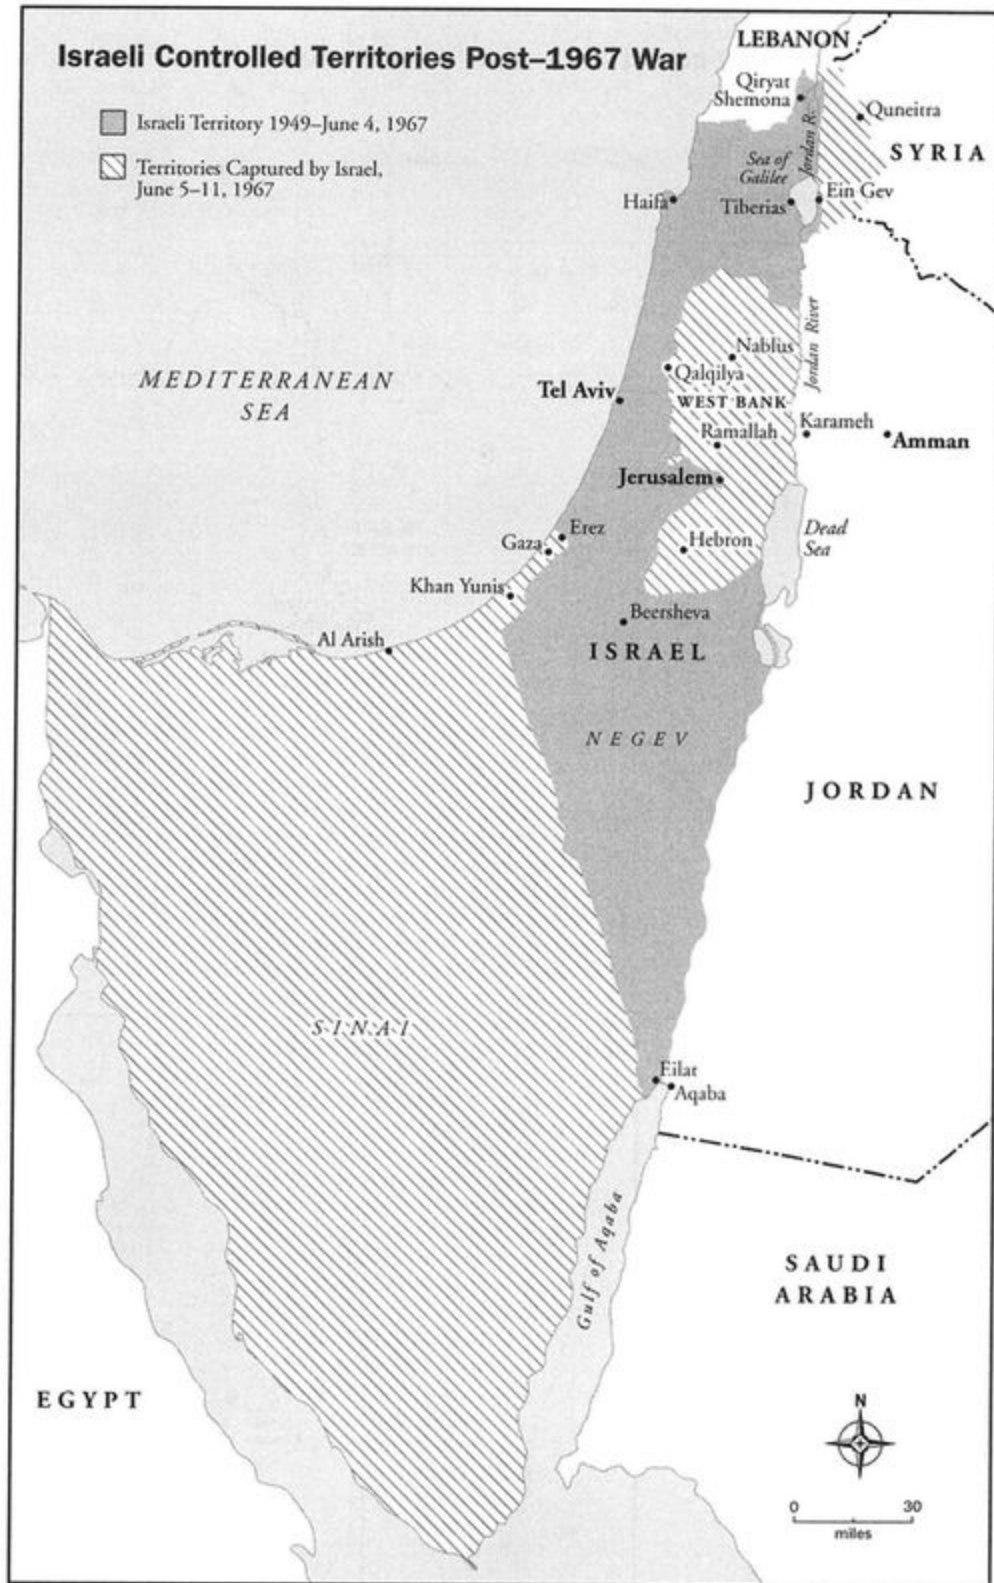 Israeli Controlled Territories Post–1967 War
Israeli Territory 1949–June 4, 1967
Territories Captured by Israel,
June 5–11, 1967
LEBANON
Qiryat
Shemona
Jordan R.
Quneitra
SYRIA
Sea of
Galilee
Haifa
Tiberias
Ein Gev
Jordan River
Nablus
Qalqilya
MEDITERRANEAN
SEA
Tel Aviv
WEST BANK
Ramallah
Karameh
Amman
Jerusalem
Dead
Sea
Erez
Gaza
Hebron
Khan Yunis
Beersheva
Al Arish
ISRAEL
NEGEV
JORDAN
SINAI
Eilat
Aqaba
Gulf of Aqaba
SAUDI
ARABIA
EGYPT
N
0 30
miles